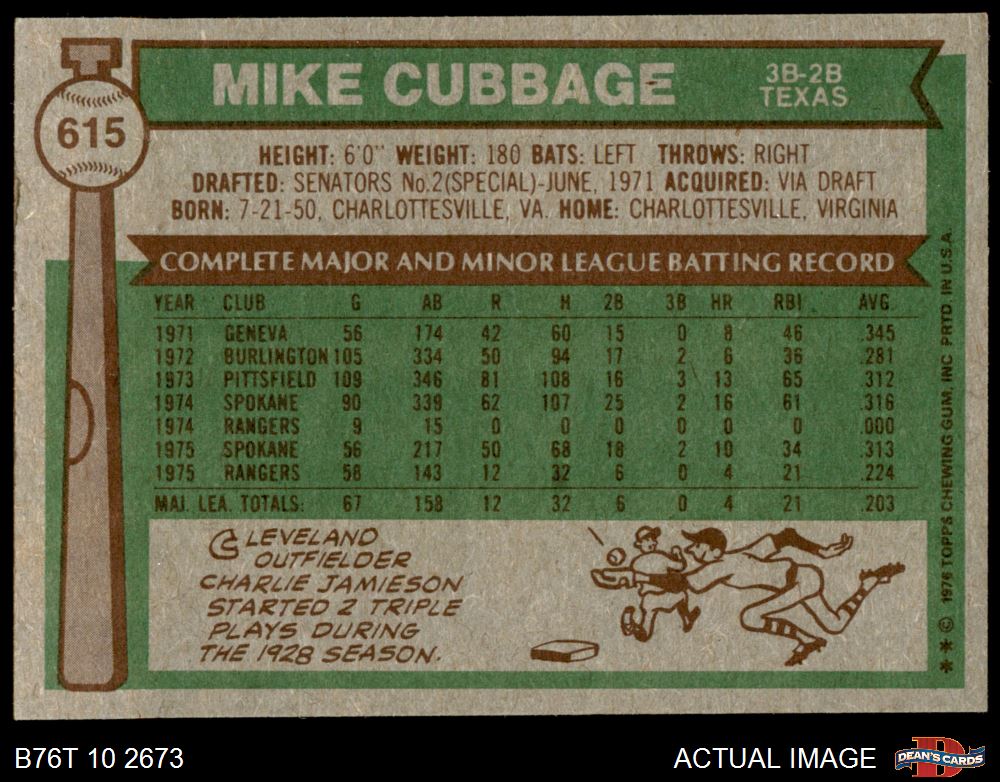 615
MIKE CUBBAGE
3B-2B
TEXAS
HEIGHT: 6'0" WEIGHT: 180 BATS: LEFT THROWS: RIGHT
DRAFTED: SENATORS No.2(SPECIAL)-JUNE, 1971 ACQUIRED: VIA DRAFT
BORN: 7-21-50, CHARLOTTESVILLE, VA. HOME: CHARLOTTESVILLE, VIRGINIA
COMPLETE MAJOR AND MINOR LEAGUE BATTING RECORD
YEAR CLUB G AB R H 2B 3B HR RBI AVG.
1971 GENEVA 56 174 42 60 15 0 8 46 .345
1972 BURLINGTON 105 334 50 94 17 2 6 36 .281
1973 PITTSFIELD 109 346 81 108 16 3 13 65 .312
1974 SPOKANE 90 339 62 107 25 2 16 61 .316
1974 RANGERS 9 15 0 0 0 0 0 0 .000
1975 SPOKANE 56 217 50 68 18 2 10 34 .313
1975 RANGERS 58 143 12 32 6 0 4 21 .224
MAJ. LEA. TOTALS: 67 158 12 32 6 0 4 21 .203
CLEVELAND
OUTFIELDER
CHARLIE JAMIESON
STARTED 2 TRIPLE
PLAYS DURING
THE 1928 SEASON.
** © 1976 TOPPS CHEWING GUM, INC. PRTD. IN U.S.A.
B76T 10 2673
ACTUAL IMAGE
D
DEAN'S CARDS